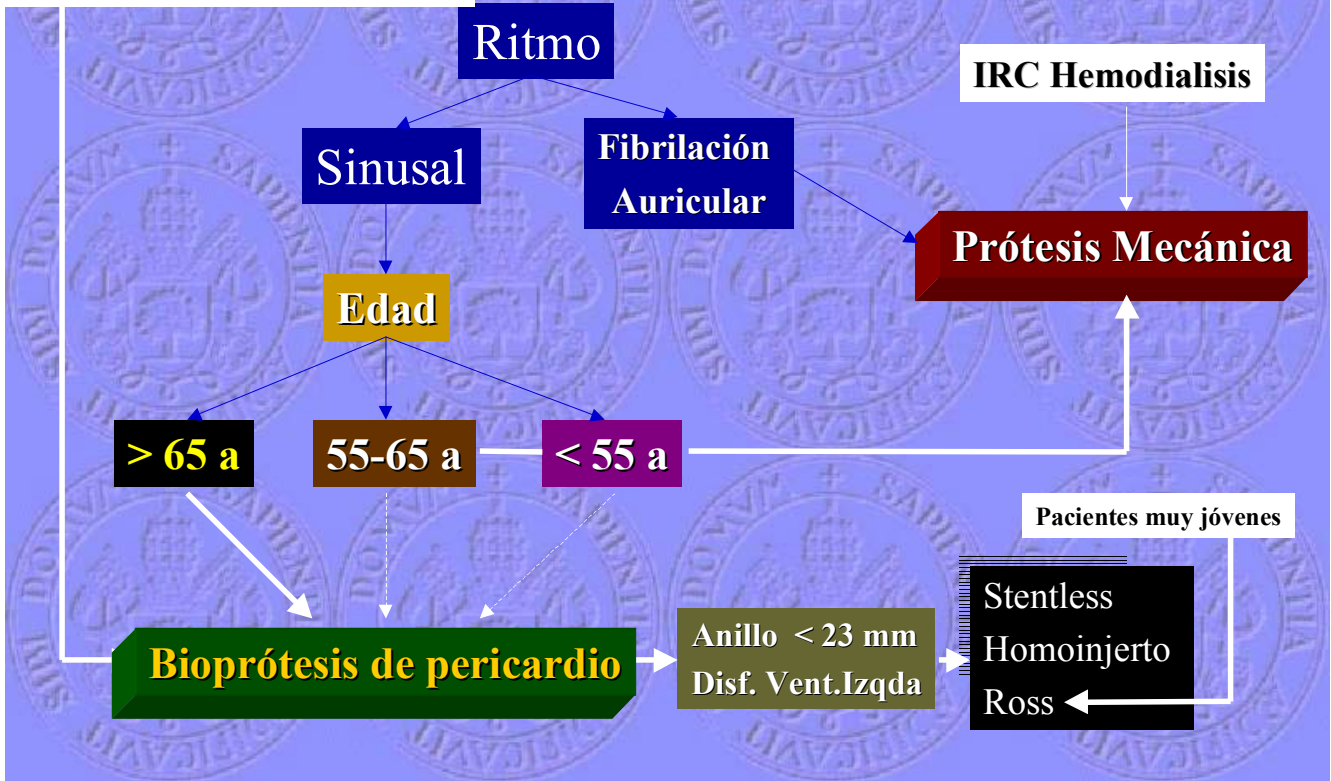 Ritmo
IRC Hemodialisis
Sinusal
Fibrilación
Auricular
Prótesis Mecánica
Edad
> 65 a
55-65 a
< 55 a
Pacientes muy jóvenes
Stentless
Homoinjerto
Ross
Anillo < 23 mm
Disf. Vent.Izqda
Bioprótesis de pericardio